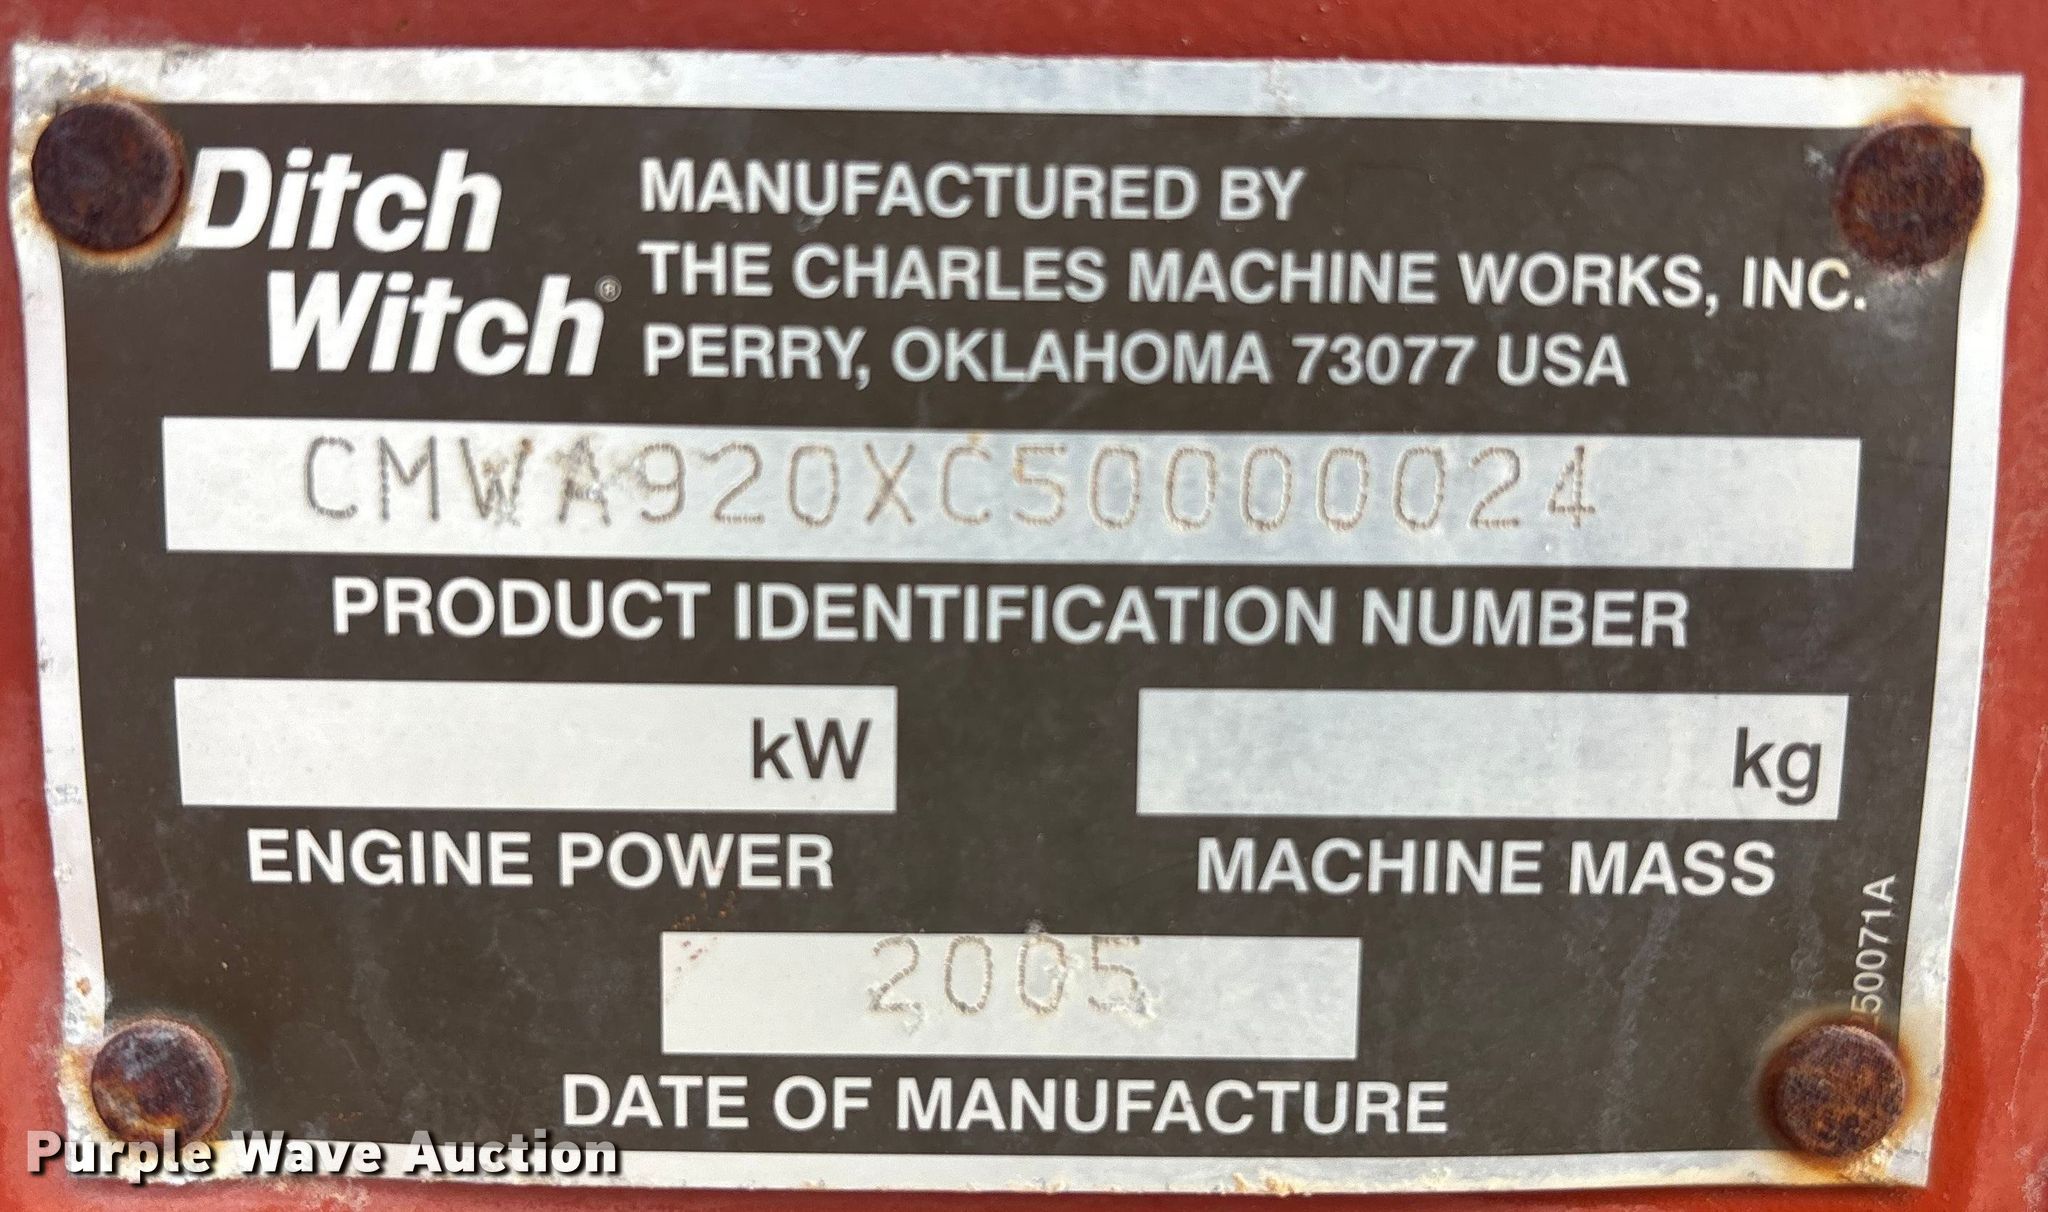 Ditch
Witch®
MANUFACTURED BY
THE CHARLES MACHINE WORKS, INC.
PERRY, OKLAHOMA 73077 USA
CMWA920XC50000024
PRODUCT IDENTIFICATION NUMBER
kW
ENGINE POWER
kg
MACHINE MASS
2005
DATE OF MANUFACTURE
50071A
Purple Wave Auction